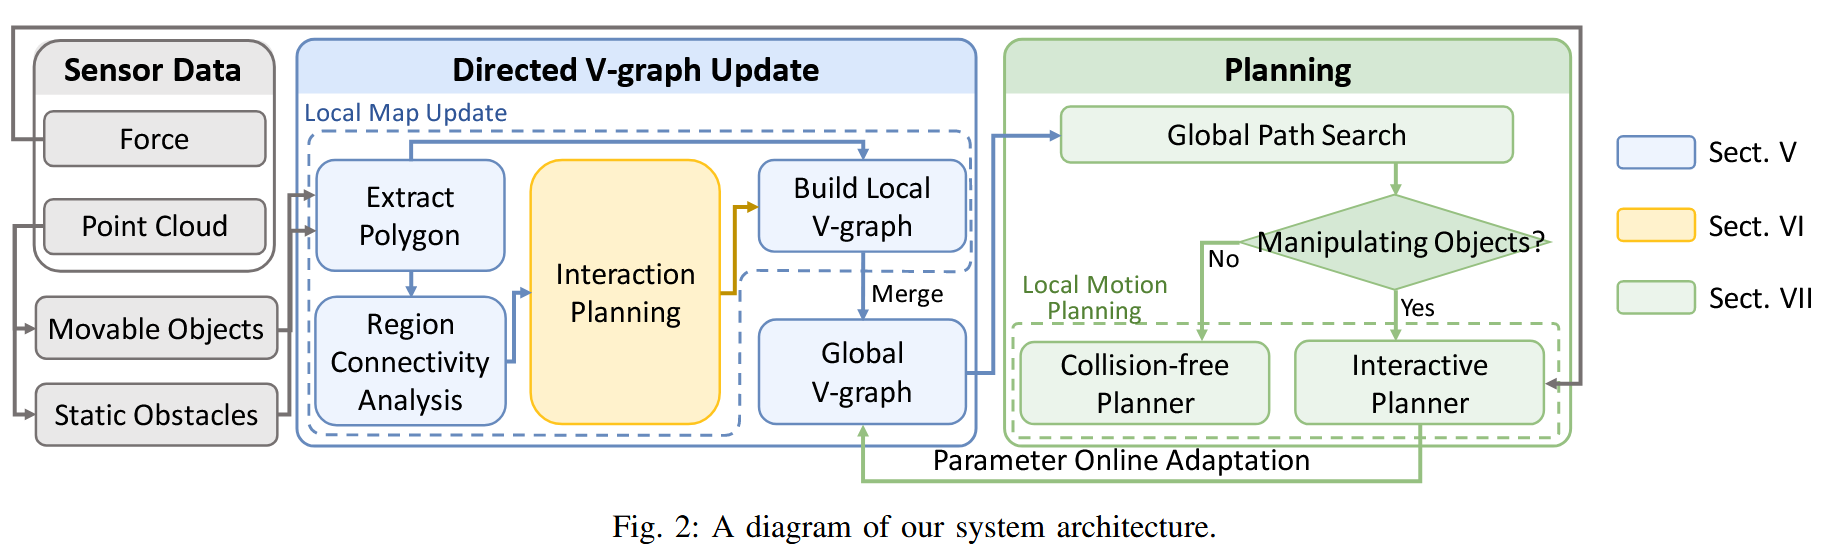 Sensor Data
Force
Point Cloud
Movable Objects
Static Obstacles
Directed V-graph Update
Local Map Update
Extract
Polygon
Region
Connectivity
Analysis
Interaction
Planning
Build Local
V-graph
Merge
Global
V-graph
Planning
Global Path Search
Manipulating Objects?
No
Yes
Local Motion
Planning
Collision-free
Planner
Interactive
Planner
Parameter Online Adaptation
Sect. V
Sect. VI
Sect. VII
Fig. 2: A diagram of our system architecture.